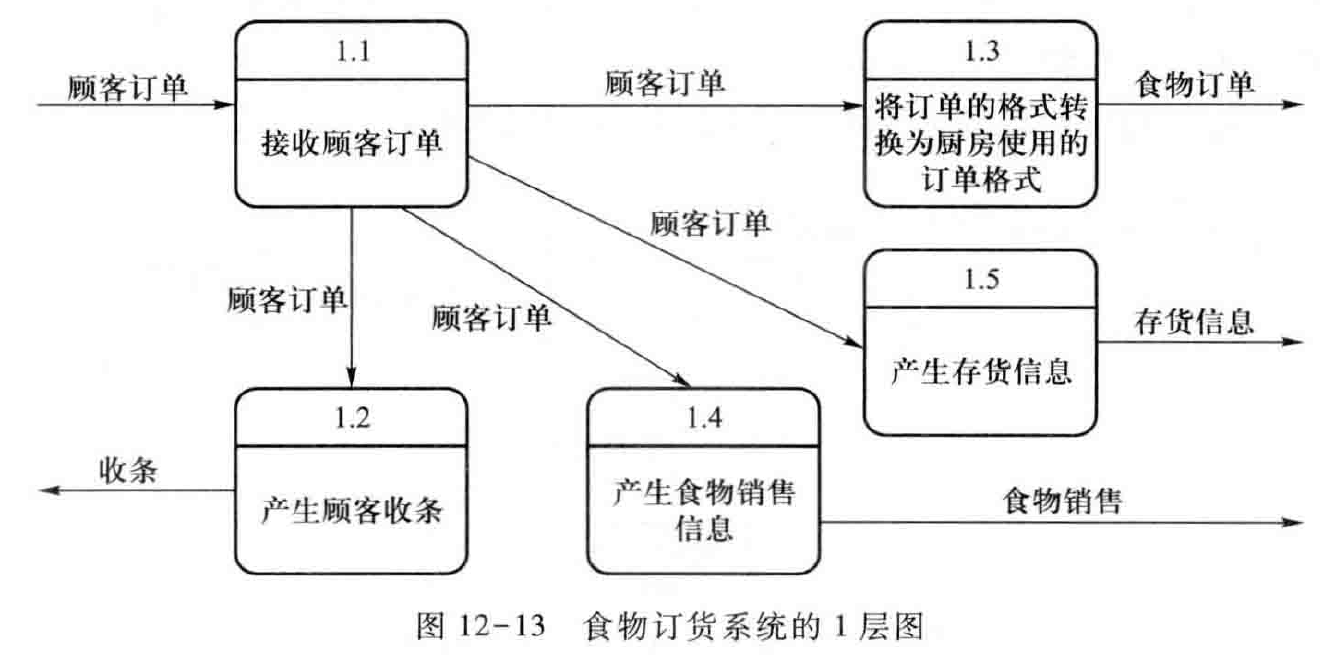 1.1
1.3
顾客订单
顾客订单
食物订单
接收顾客订单
将订单的格式转
换为厨房使用的
订单格式
顾客订单
1.5
顾客订单
顾客订单
存货信息
产生存货信息
1.2
1.4
收条
产生顾客收条
产生食物销售
信息
食物销售
图 12-13 食物订货系统的 1 层图